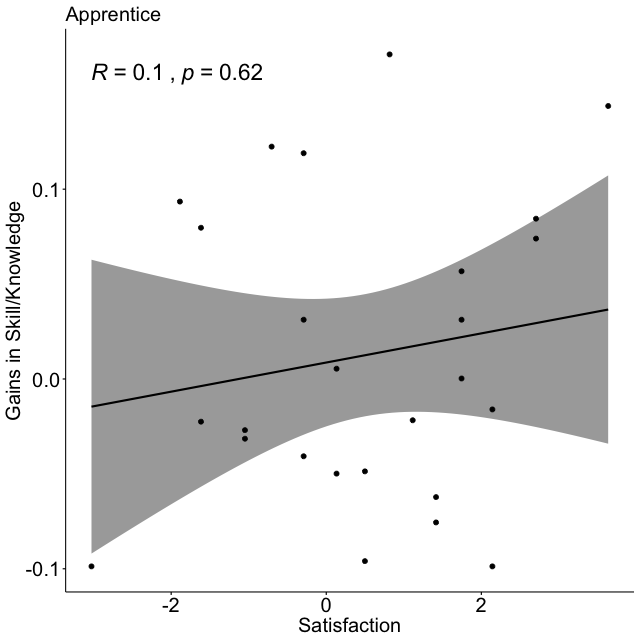 Apprentice
R = 0.1 , p = 0.62
Gains in Skill/Knowledge
0.1
0.0
-0.1
-2 0 2
Satisfaction